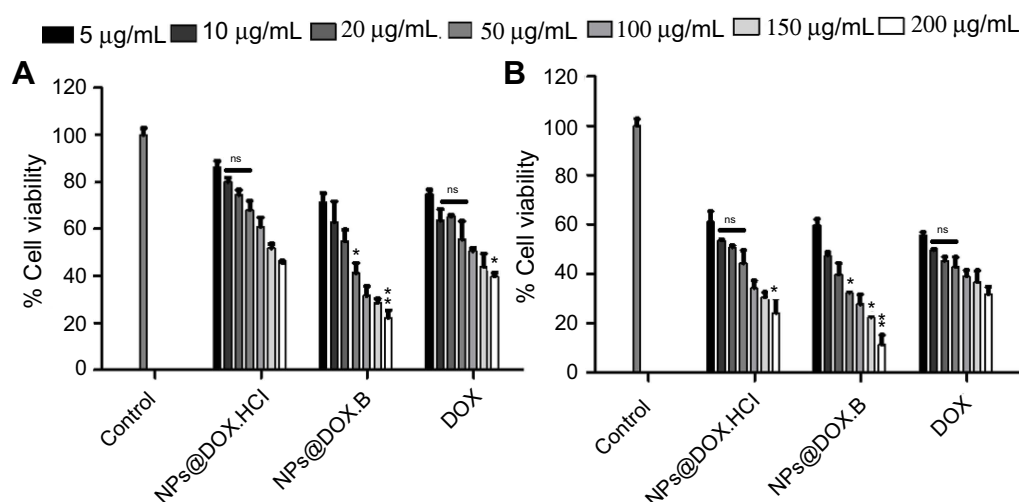 5 μg/mL 10 μg/mL 20 μg/mL. 50 μg/mL 100 μg/mL 150 μg/mL 200 μg/mL
A
% Cell viability
120
100
80
60
40
20
0
ns
*
**
ns
*
Control
NPs@DOX.HCl
NPs@DOX.B
DOX
B
% Cell viability
120
100
80
60
40
20
0
ns
*
*
*
**
ns
Control
NPs@DOX.HCl
NPs@DOX.B
DOX